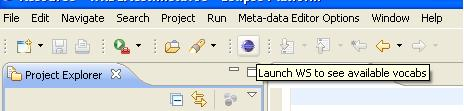 File Edit Navigate Search Project Run Meta-data Editor Options Window Help
Launch WS to see available vocabs
Project Explorer